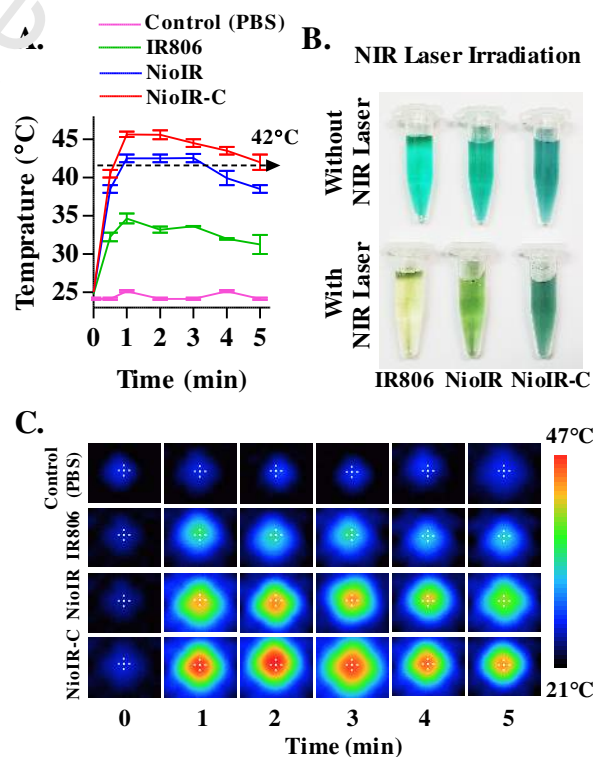 A.
Control (PBS)
IR806
NioIR
NioIR-C
Temprature (°C)
45
40
35
30
25
42°C
0 1 2 3 4 5
Time (min)
B.
NIR Laser Irradiation
Without
NIR Laser
With
NIR Laser
IR806 NioIR NioIR-C
C.
Control
(PBS)
IR806
NioIR
NioIR-C
47°C
21°C
0 1 2 3 4 5
Time (min)